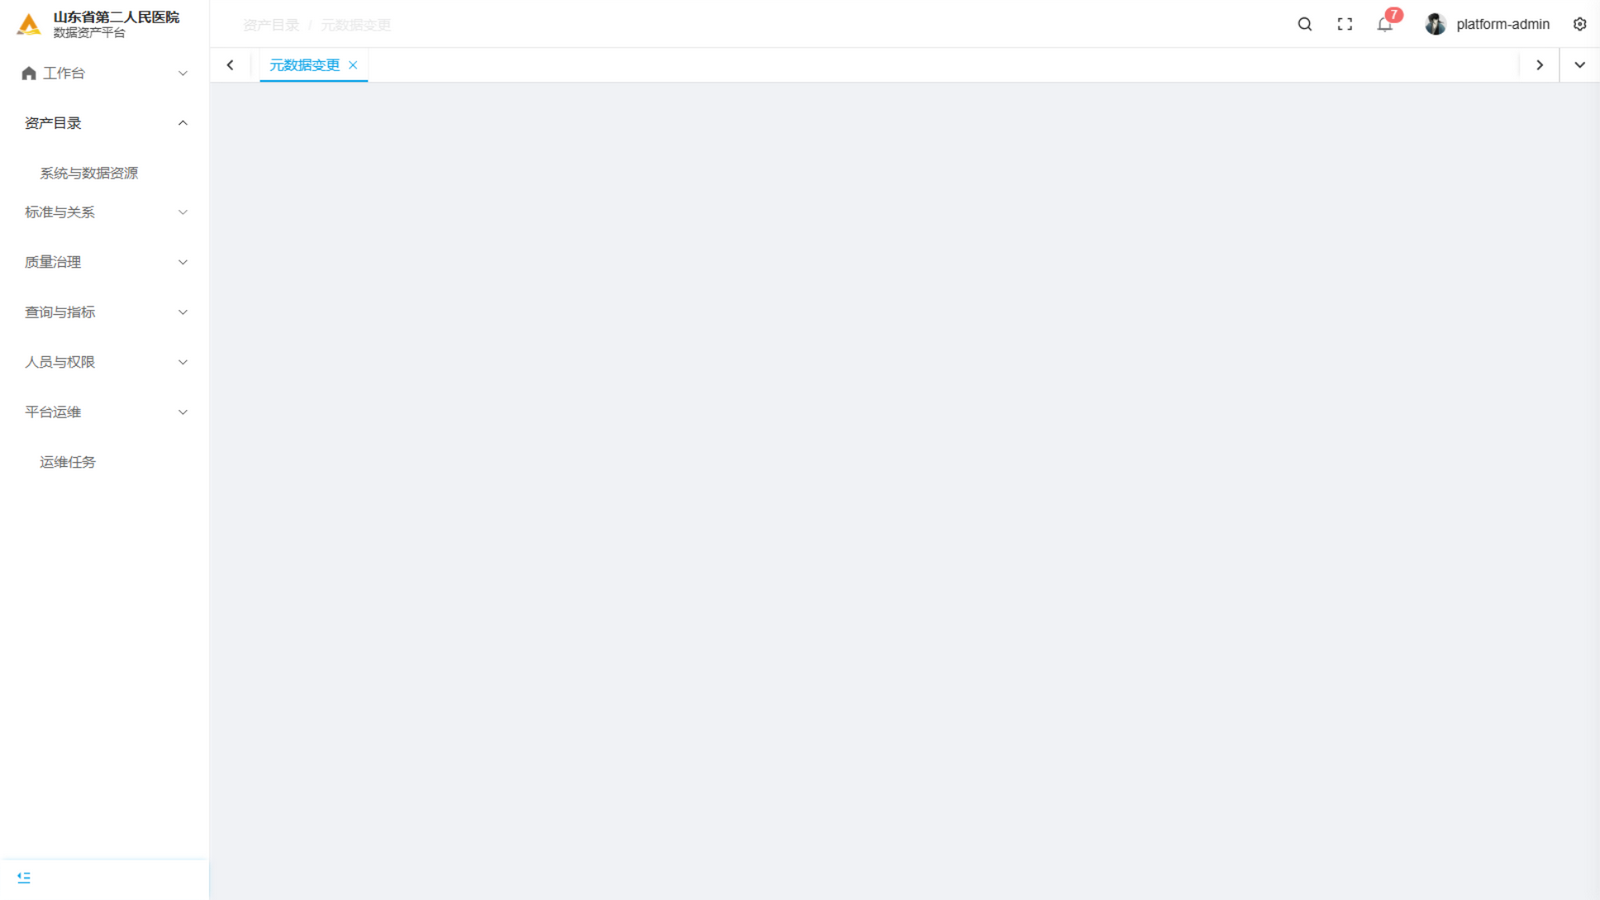 山东省第二人民医院
数据资产平台
资产目录 / 元数据变更
7
platform-admin
元数据变更
工作台
资产目录
系统与数据资源
标准与关系
质量治理
查询与指标
人员与权限
平台运维
运维任务